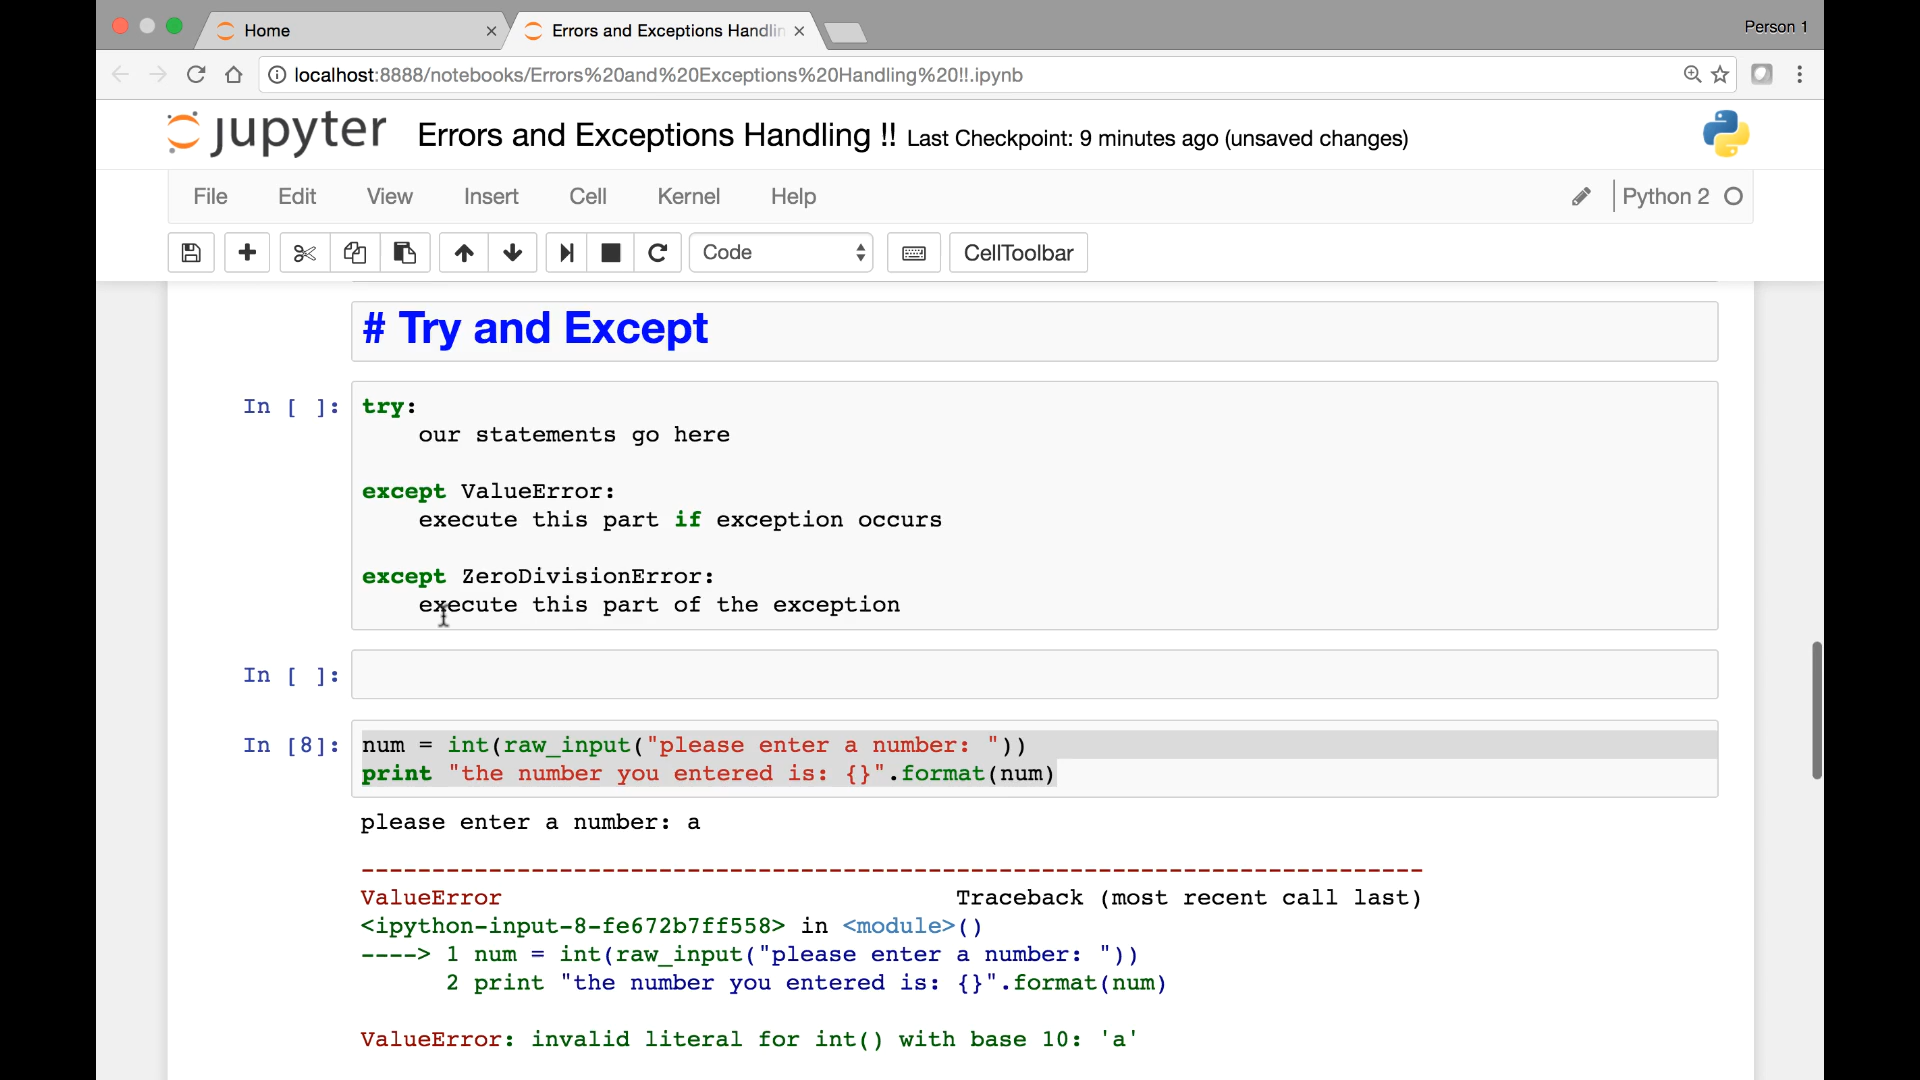 Home
Errors and Exceptions Handlin
Person 1
localhost:8888/notebooks/Errors%20and%20Exceptions%20Handling%20!!.ipynb
jupyter Errors and Exceptions Handling !! Last Checkpoint: 9 minutes ago (unsaved changes)
File Edit View Insert Cell Kernel Help Python 2
Code CellToolbar
# Try and Except
In [ ]: try:
our statements go here
except ValueError:
execute this part if exception occurs
except ZeroDivisionError:
execute this part of the exception
In [ ]:
In [8]: num = int(raw_input("please enter a number: "))
print "the number you entered is: {}".format(num)
please enter a number: a
---------------------------------------------------------------------------
ValueError Traceback (most recent call last)
<ipython-input-8-fe672b7ff558> in <module>()
----> 1 num = int(raw_input("please enter a number: "))
2 print "the number you entered is: {}".format(num)
ValueError: invalid literal for int() with base 10: 'a'